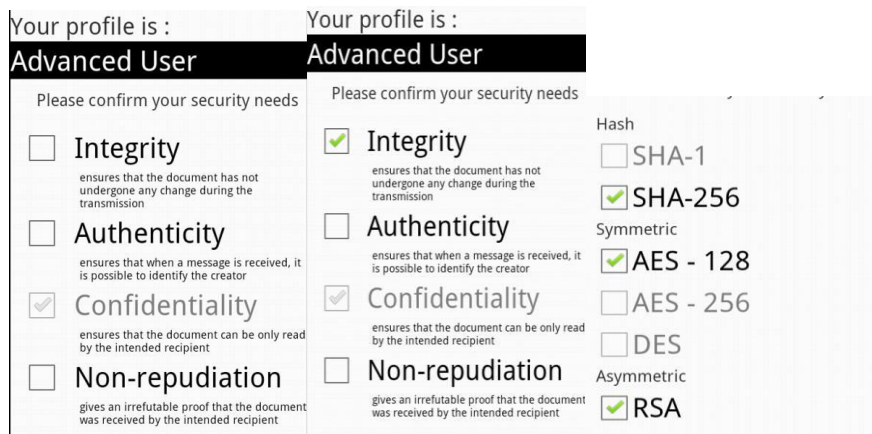 Your profile is :
Advanced User
Please confirm your security needs
Integrity
ensures that the document has not
undergone any change during the
transmission
Authenticity
ensures that when a message is received, it
is possible to identify the creator
Confidentiality
ensures that the document can be only read
by the intended recipient
Non-repudiation
gives an irrefutable proof that the document
was received by the intended recipient
Your profile is :
Advanced User
Please confirm your security needs
Integrity
ensures that the document has not
undergone any change during the
transmission
Authenticity
ensures that when a message is received, it
is possible to identify the creator
Confidentiality
ensures that the document can be only read
by the intended recipient
Non-repudiation
gives an irrefutable proof that the document
was received by the intended recipient
Hash
SHA-1
SHA-256
Symmetric
AES - 128
AES - 256
DES
Asymmetric
RSA